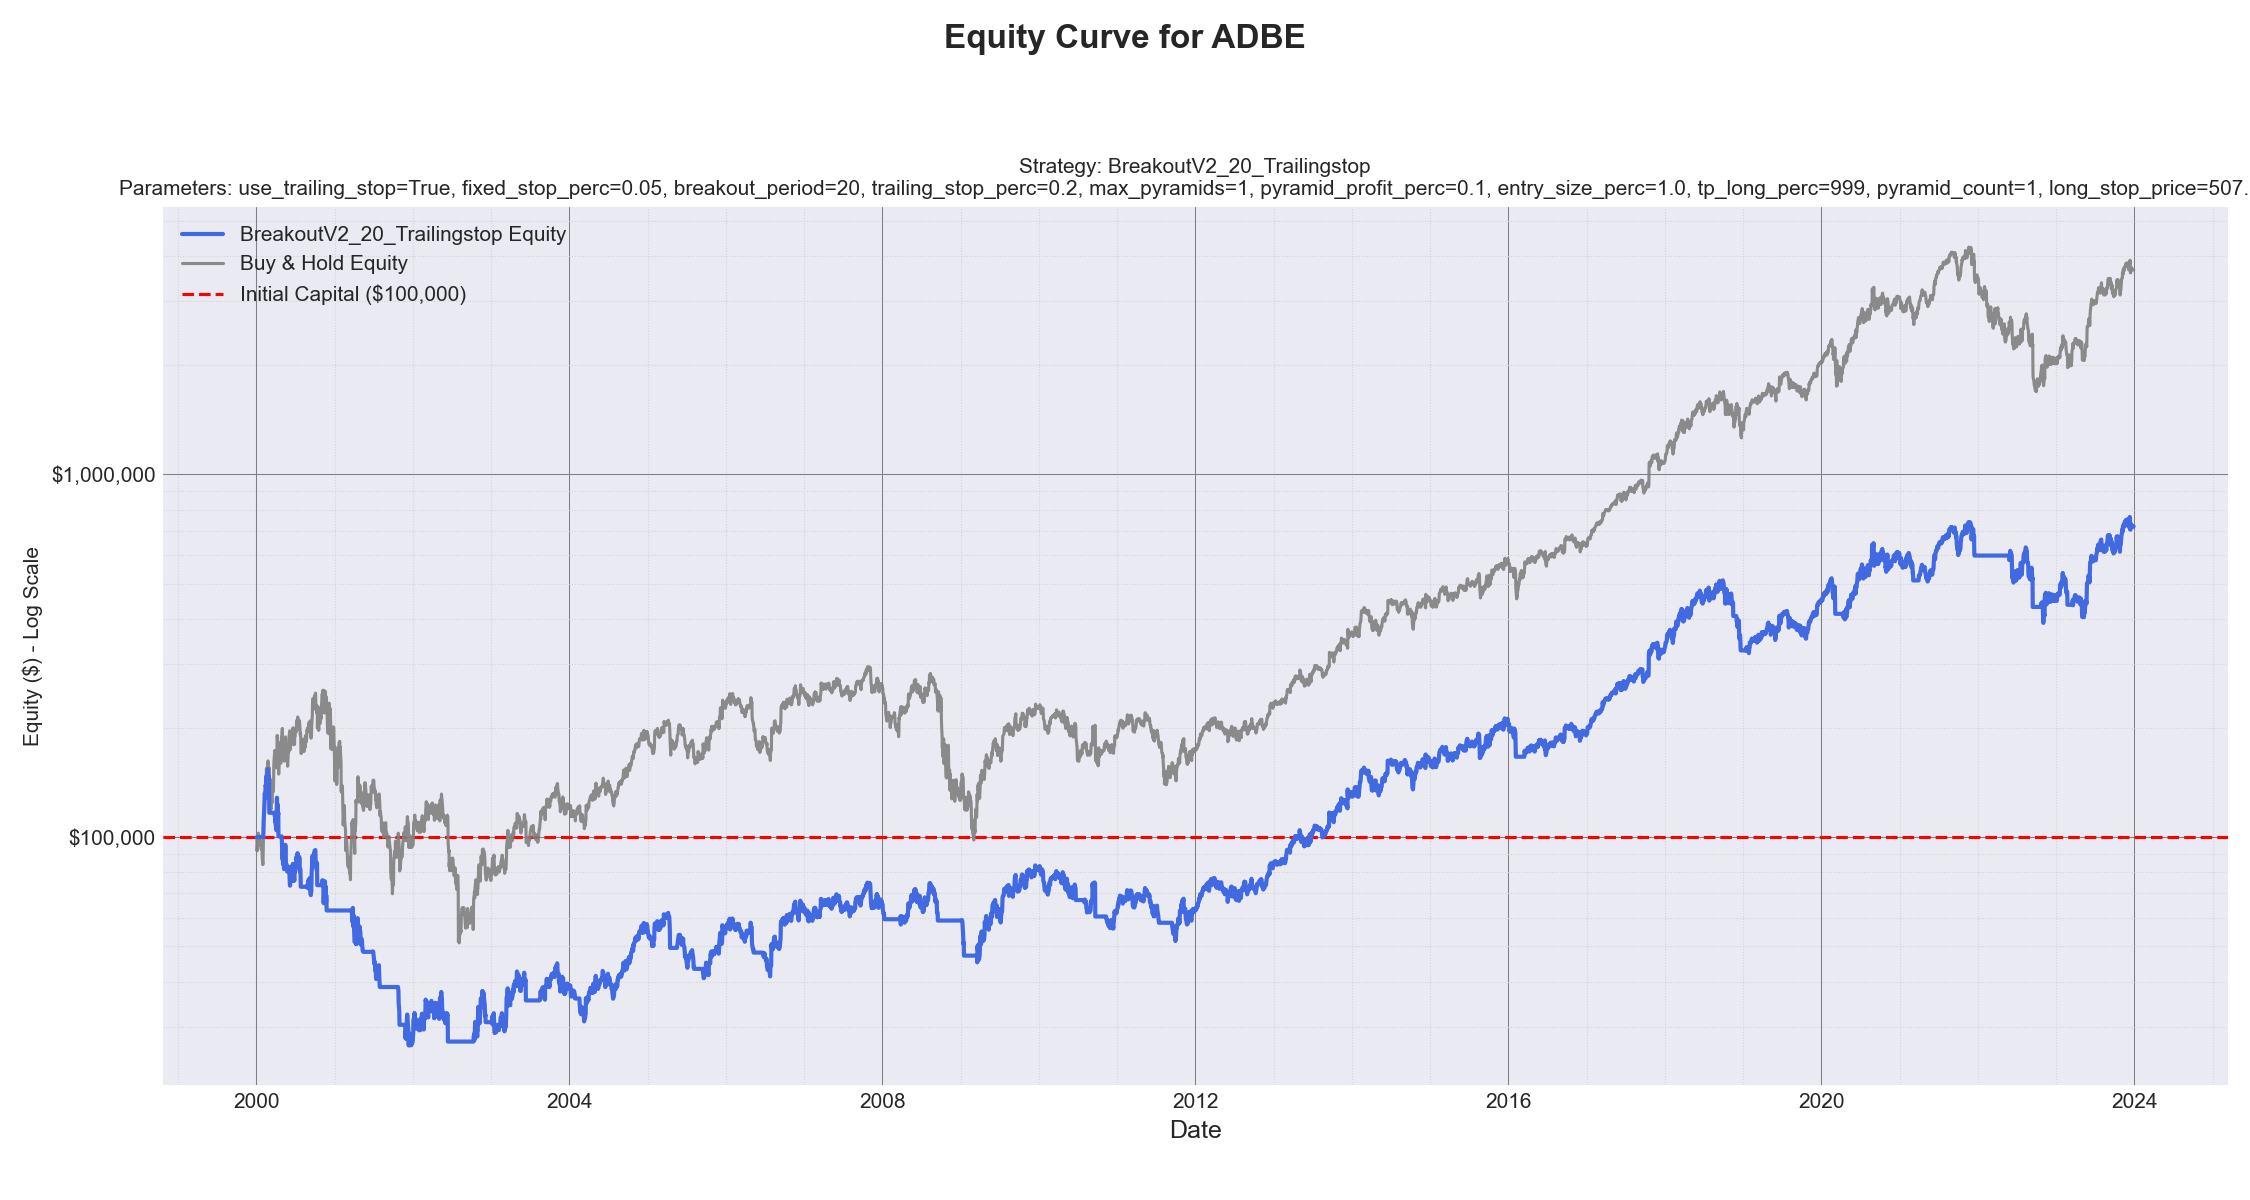 Equity Curve for ADBE
Strategy: BreakoutV2_20_Trailingstop
Parameters: use_trailing_stop=True, fixed_stop_perc=0.05, breakout_period=20, trailing_stop_perc=0.2, max_pyramids=1, pyramid_profit_perc=0.1, entry_size_perc=1.0, tp_long_perc=999, pyramid_count=1, long_stop_price=507.
BreakoutV2_20_Trailingstop Equity
Buy & Hold Equity
Initial Capital ($100,000)
Equity ($) - Log Scale
$1,000,000
$100,000
2000 2004 2008 2012 2016 2020 2024
Date